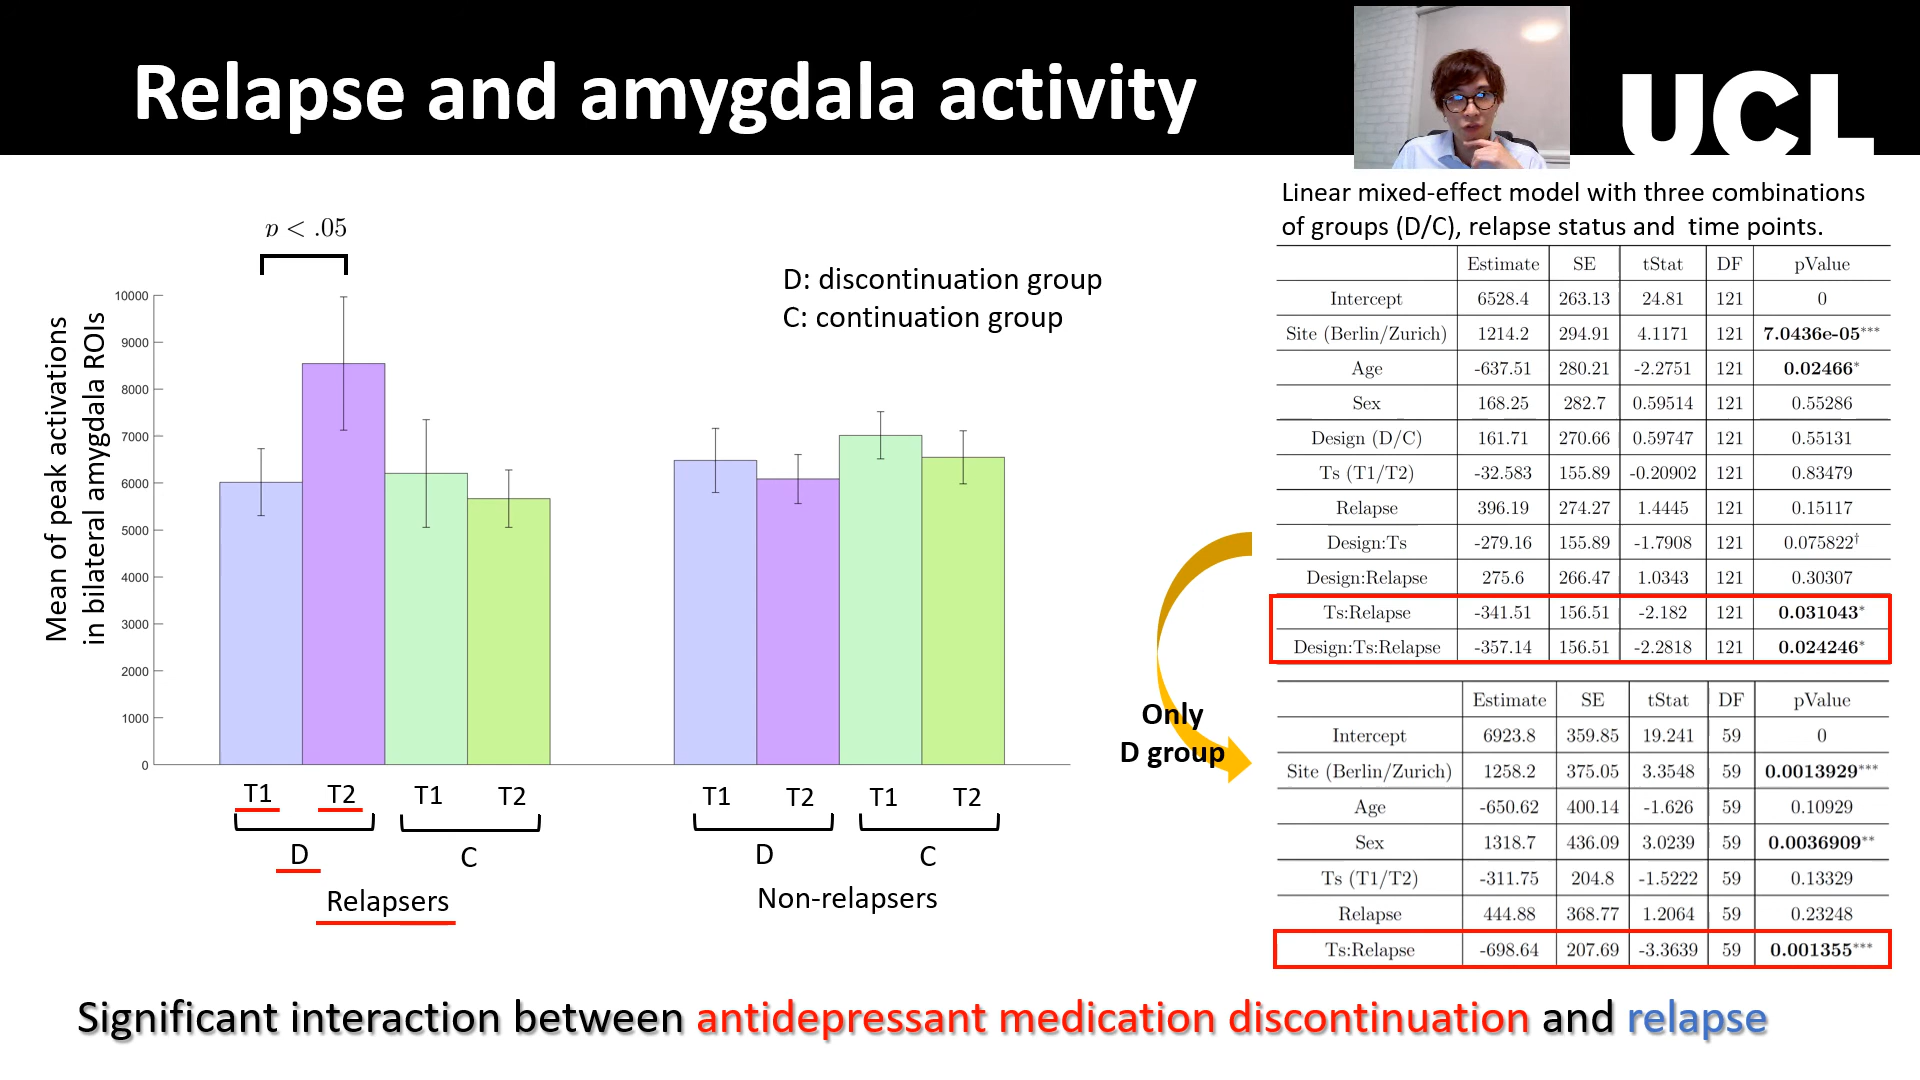 Relapse and amygdala activity
UCL
p < .05
D: discontinuation group
C: continuation group
Mean of peak activations
in bilateral amygdala ROIs
10000
9000
8000
7000
6000
5000
4000
3000
2000
1000
0
T1 T2 T1 T2 T1 T2 T1 T2
D C D C
Relapsers Non-relapsers
Linear mixed-effect model with three combinations
of groups (D/C), relapse status and time points.
Estimate SE tStat DF pValue
Intercept 6528.4 263.13 24.81 121 0
Site (Berlin/Zurich) 1214.2 294.91 4.1171 121 7.0436e-05***
Age -637.51 280.21 -2.2751 121 0.02466*
Sex 168.25 282.7 0.59514 121 0.55286
Design (D/C) 161.71 270.66 0.59747 121 0.55131
Ts (T1/T2) -32.583 155.89 -0.20902 121 0.83479
Relapse 396.19 274.27 1.4445 121 0.15117
Design:Ts -279.16 155.89 -1.7908 121 0.075822†
Design:Relapse 275.6 266.47 1.0343 121 0.30307
Ts:Relapse -341.51 156.51 -2.182 121 0.031043*
Design:Ts:Relapse -357.14 156.51 -2.2818 121 0.024246*
Only
D group
Estimate SE tStat DF pValue
Intercept 6923.8 359.85 19.241 59 0
Site (Berlin/Zurich) 1258.2 375.05 3.3548 59 0.0013929***
Age -650.62 400.14 -1.626 59 0.10929
Sex 1318.7 436.09 3.0239 59 0.0036909**
Ts (T1/T2) -311.75 204.8 -1.5222 59 0.13329
Relapse 444.88 368.77 1.2064 59 0.23248
Ts:Relapse -698.64 207.69 -3.3639 59 0.001355***
Significant interaction between antidepressant medication discontinuation and relapse